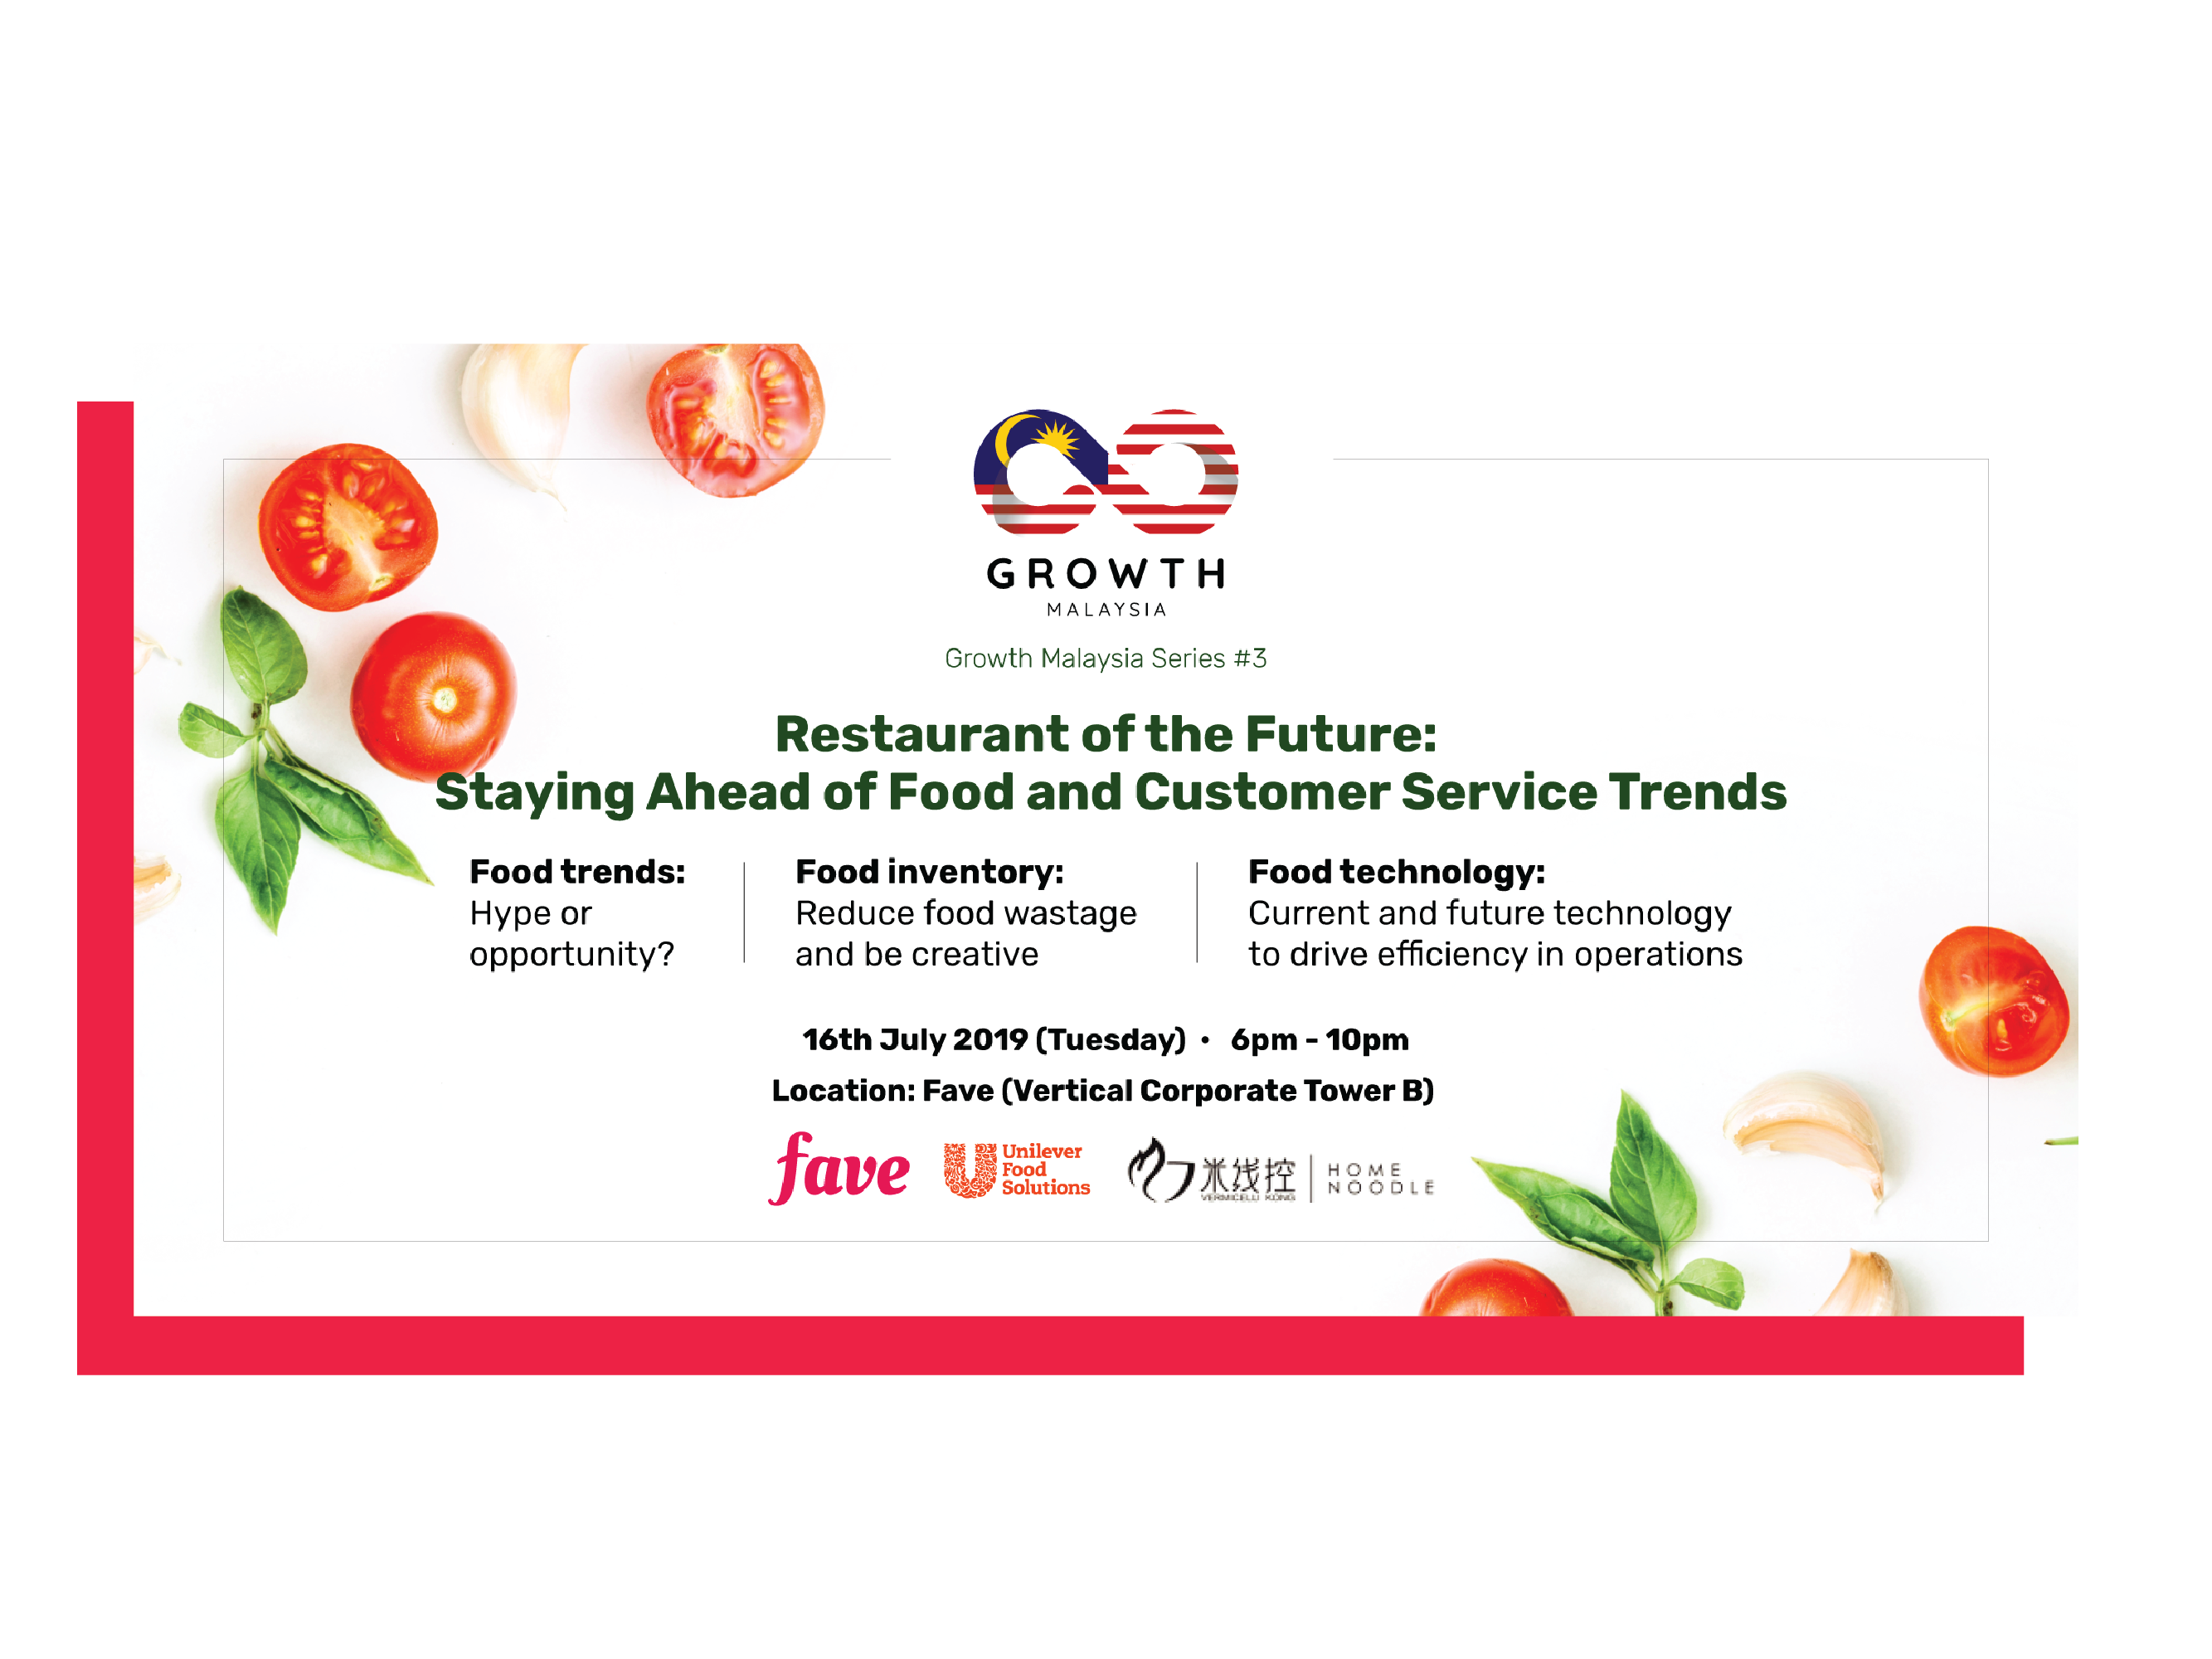 GROWTH
MALAYSIA
Growth Malaysia Series #3
Restaurant of the Future:
Staying Ahead of Food and Customer Service Trends
Food trends:
Hype or
opportunity?
Food inventory:
Reduce food wastage
and be creative
Food technology:
Current and future technology
to drive efficiency in operations
16th July 2019 (Tuesday) • 6pm - 10pm
Location: Fave (Vertical Corporate Tower B)
fave
Unilever
Food
Solutions
米线控
VERMICELLI KONG
HOME
NOODLE